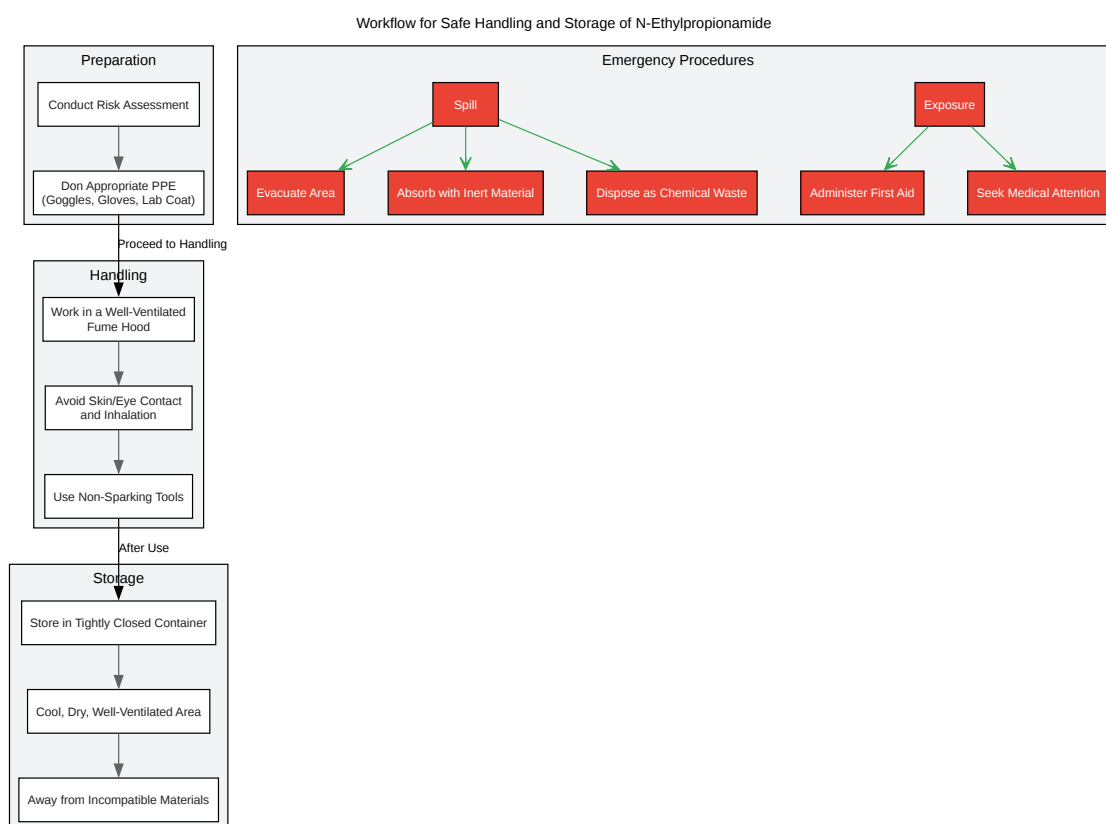 Workflow for Safe Handling and Storage of N-Ethylpropionamide
Preparation
Conduct Risk Assessment
Don Appropriate PPE
(Goggles, Gloves, Lab Coat)
Proceed to Handling
Handling
Work in a Well-Ventilated
Fume Hood
Avoid Skin/Eye Contact
and Inhalation
Use Non-Sparking Tools
After Use
Storage
Store in Tightly Closed Container
Cool, Dry, Well-Ventilated Area
Away from Incompatible Materials
Emergency Procedures
Spill
Evacuate Area
Absorb with Inert Material
Dispose as Chemical Waste
Exposure
Administer First Aid
Seek Medical Attention